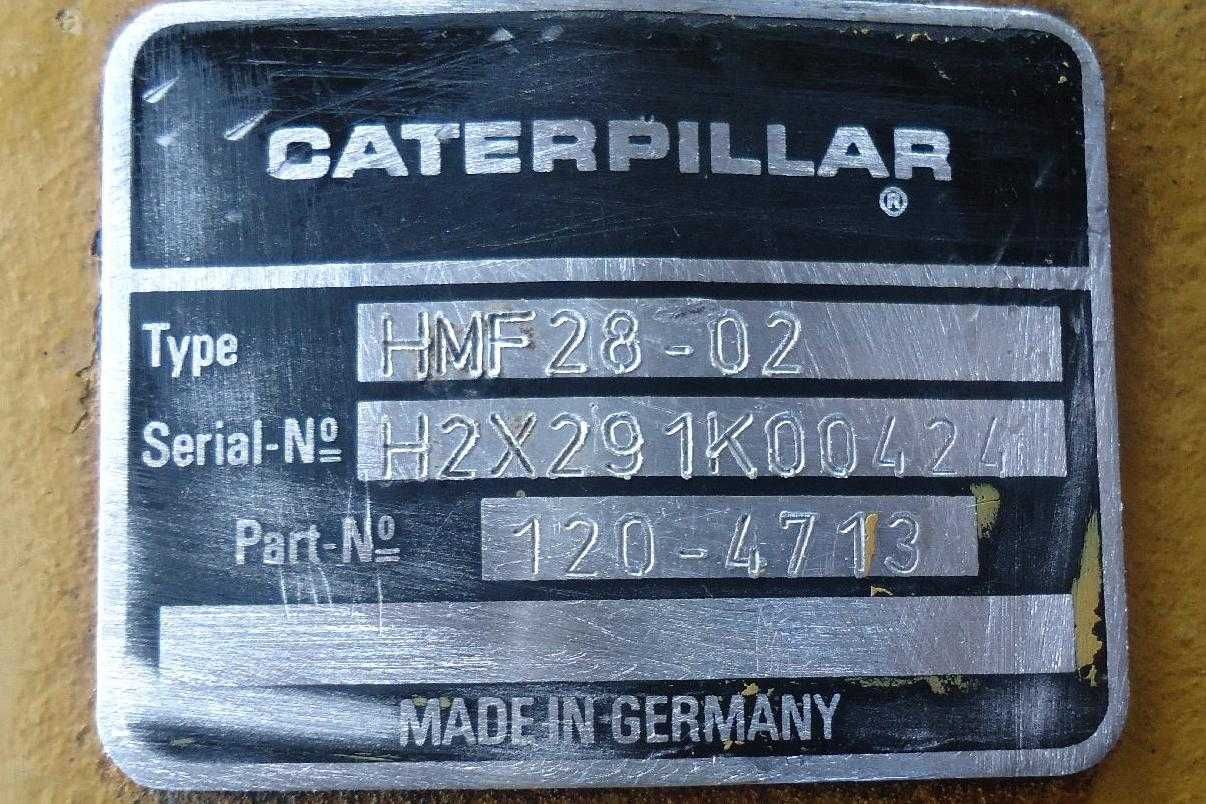 CATERPILLAR
®
Type HMF28-02
Serial-Nº H2X291K00424
Part-Nº 120-4713
MADE IN GERMANY